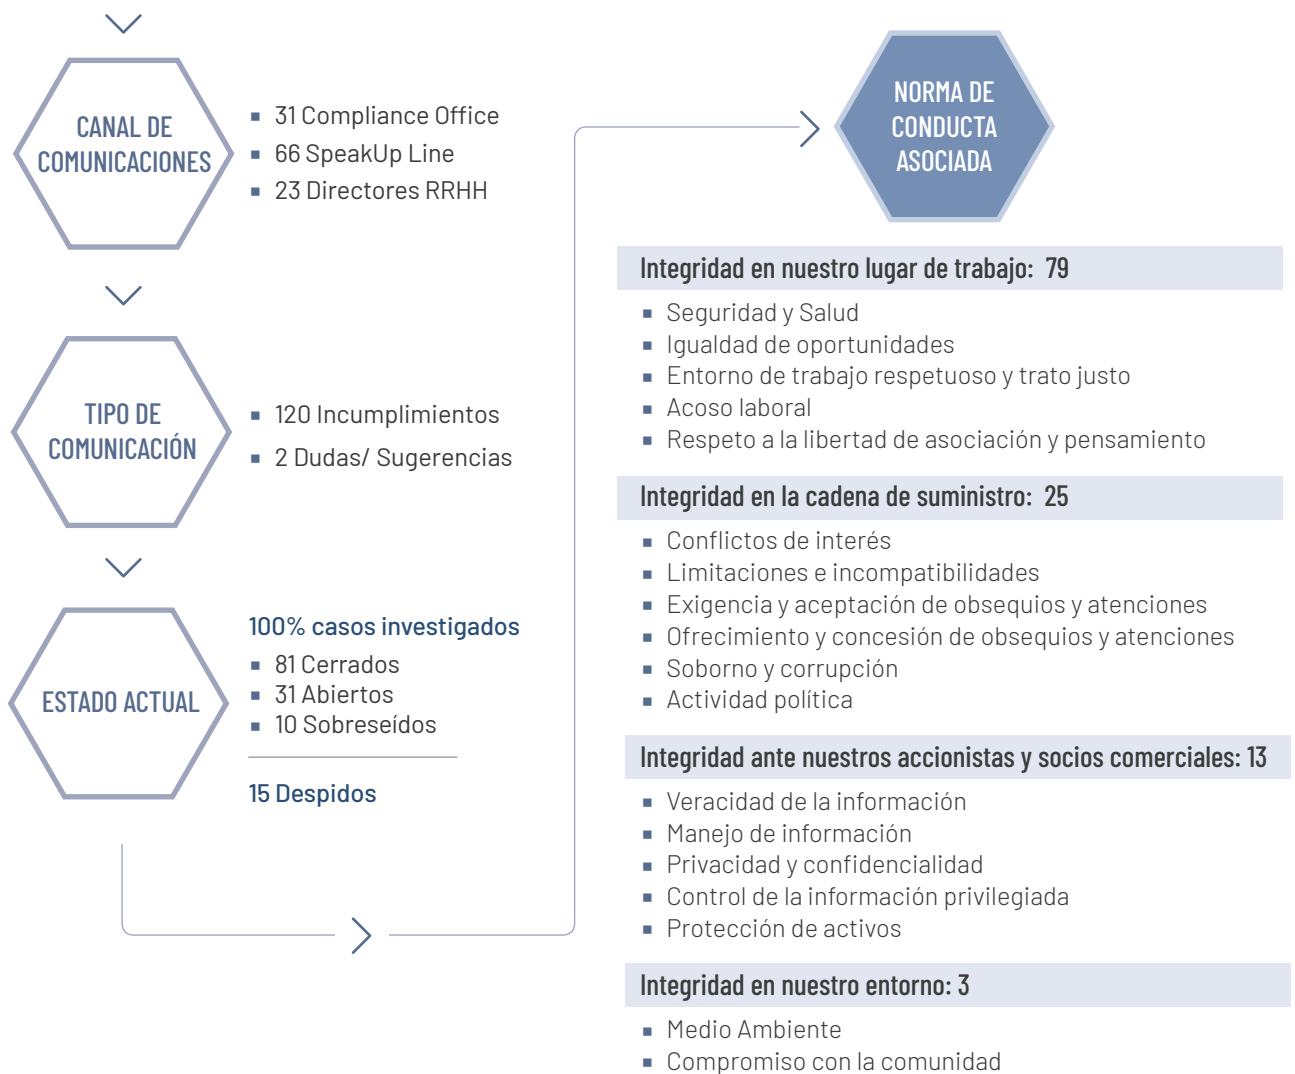 CANAL DE
COMUNICACIONES
▪ 31 Compliance Office
▪ 66 SpeakUp Line
▪ 23 Directores RRHH
TIPO DE
COMUNICACIÓN
▪ 120 Incumplimientos
▪ 2 Dudas/ Sugerencias
ESTADO ACTUAL
100% casos investigados
▪ 81 Cerrados
▪ 31 Abiertos
▪ 10 Sobreseídos
15 Despidos
NORMA DE
CONDUCTA
ASOCIADA
Integridad en nuestro lugar de trabajo: 79
▪ Seguridad y Salud
▪ Igualdad de oportunidades
▪ Entorno de trabajo respetuoso y trato justo
▪ Acoso laboral
▪ Respeto a la libertad de asociación y pensamiento
Integridad en la cadena de suministro: 25
▪ Conflictos de interés
▪ Limitaciones e incompatibilidades
▪ Exigencia y aceptación de obsequios y atenciones
▪ Ofrecimiento y concesión de obsequios y atenciones
▪ Soborno y corrupción
▪ Actividad política
Integridad ante nuestros accionistas y socios comerciales: 13
▪ Veracidad de la información
▪ Manejo de información
▪ Privacidad y confidencialidad
▪ Control de la información privilegiada
▪ Protección de activos
Integridad en nuestro entorno: 3
▪ Medio Ambiente
▪ Compromiso con la comunidad